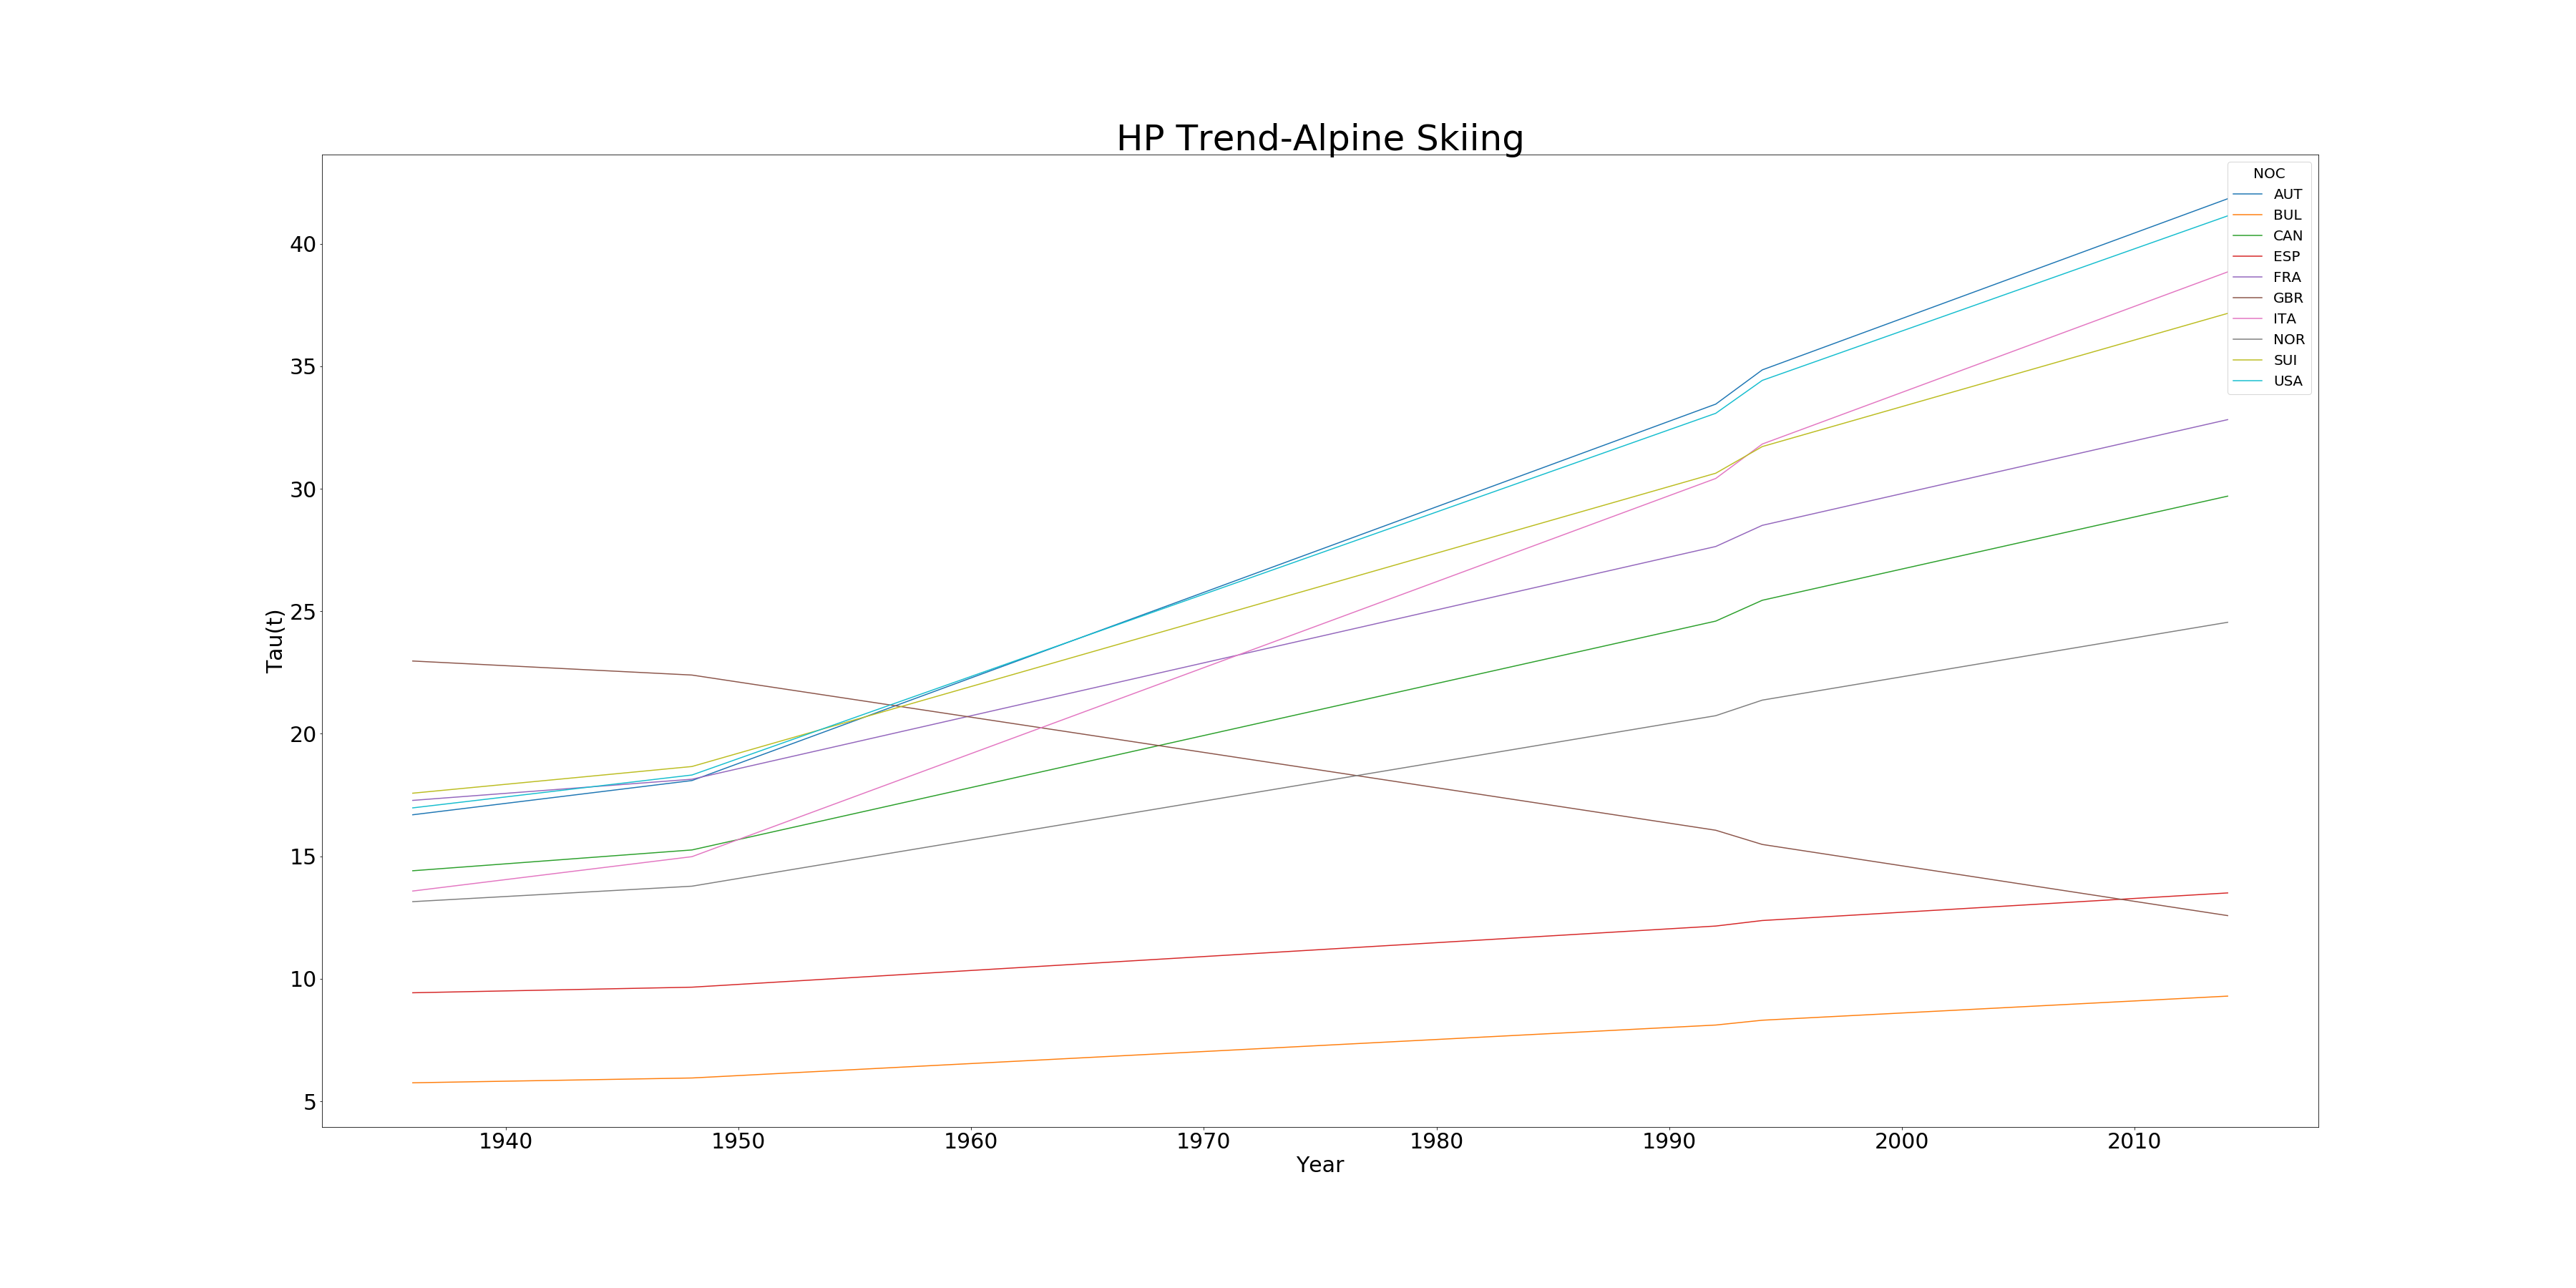 HP Trend-Alpine Skiing
NOC
AUT
BUL
CAN
ESP
FRA
GBR
ITA
NOR
SUI
USA
40
35
30
25
20
15
10
5
Tau(t)
1940 1950 1960 1970 1980 1990 2000 2010
Year